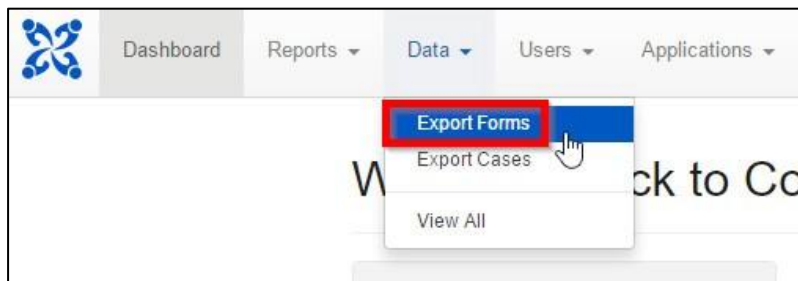 Dashboard Reports Data Users Applications
Export Forms
Export Cases
View All